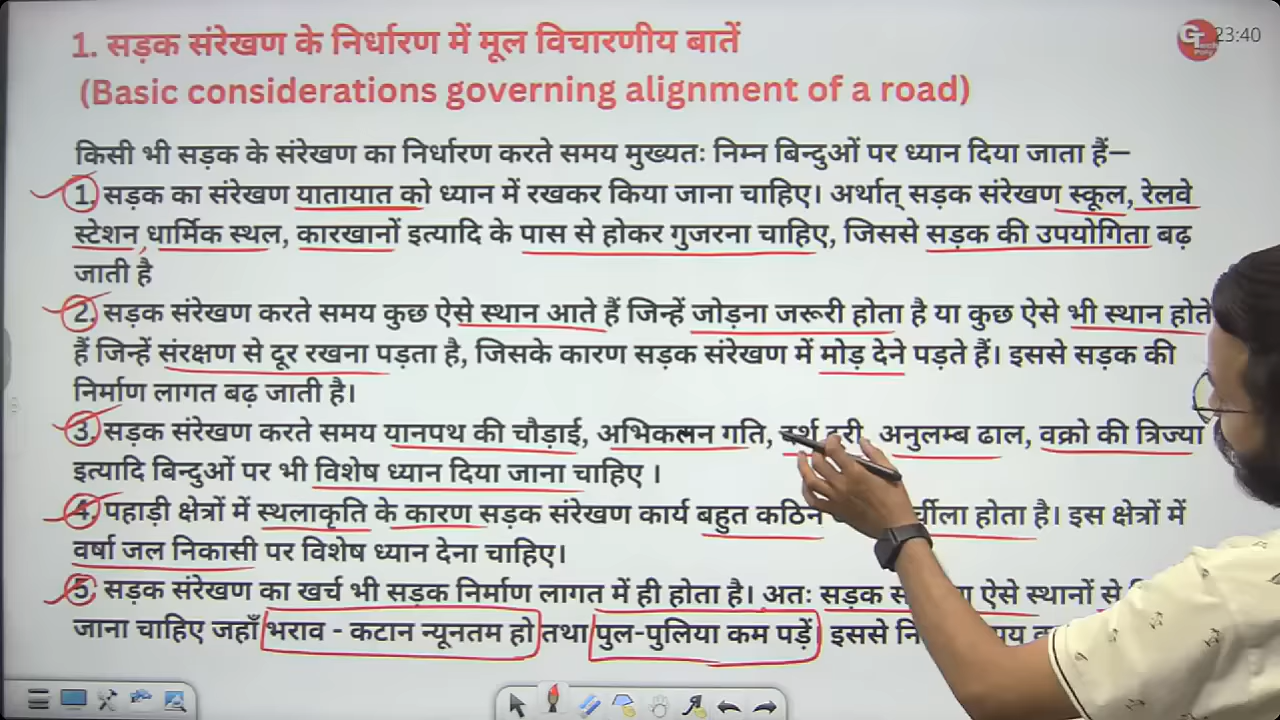 1. सड़क संरेखण के निर्धारण में मूल विचारणीय बातें
(Basic considerations governing alignment of a road)
23:40
किसी भी सड़क के संरेखण का निर्धारण करते समय मुख्यतः निम्न बिन्दुओं पर ध्यान दिया जाता हैं—
1. सड़क का संरेखण यातायात को ध्यान में रखकर किया जाना चाहिए। अर्थात् सड़क संरेखण स्कूल, रेलवे
स्टेशन, धार्मिक स्थल, कारखानों इत्यादि के पास से होकर गुजरना चाहिए, जिससे सड़क की उपयोगिता बढ़
जाती है
2. सड़क संरेखण करते समय कुछ ऐसे स्थान आते हैं जिन्हें जोड़ना जरूरी होता है या कुछ ऐसे भी स्थान होते
हैं जिन्हें संरक्षण से दूर रखना पड़ता है, जिसके कारण सड़क संरेखण में मोड़ देने पड़ते हैं। इससे सड़क की
निर्माण लागत बढ़ जाती है।
3. सड़क संरेखण करते समय यानपथ की चौड़ाई, अभिकलन गति, दूरी, अनुलम्ब ढाल, वक्रो की त्रिज्या
इत्यादि बिन्दुओं पर भी विशेष ध्यान दिया जाना चाहिए ।
4. पहाड़ी क्षेत्रों में स्थलाकृति के कारण सड़क संरेखण कार्य बहुत कठिन होता है। इस क्षेत्रों में
वर्षा जल निकासी पर विशेष ध्यान देना चाहिए।
5. सड़क संरेखण का खर्च भी सड़क निर्माण लागत में ही होता है। अतः सड़क ऐसे स्थानों से
जाना चाहिए जहाँ भराव - कटान न्यूनतम हो तथा पुल-पुलिया कम पड़ें इससे